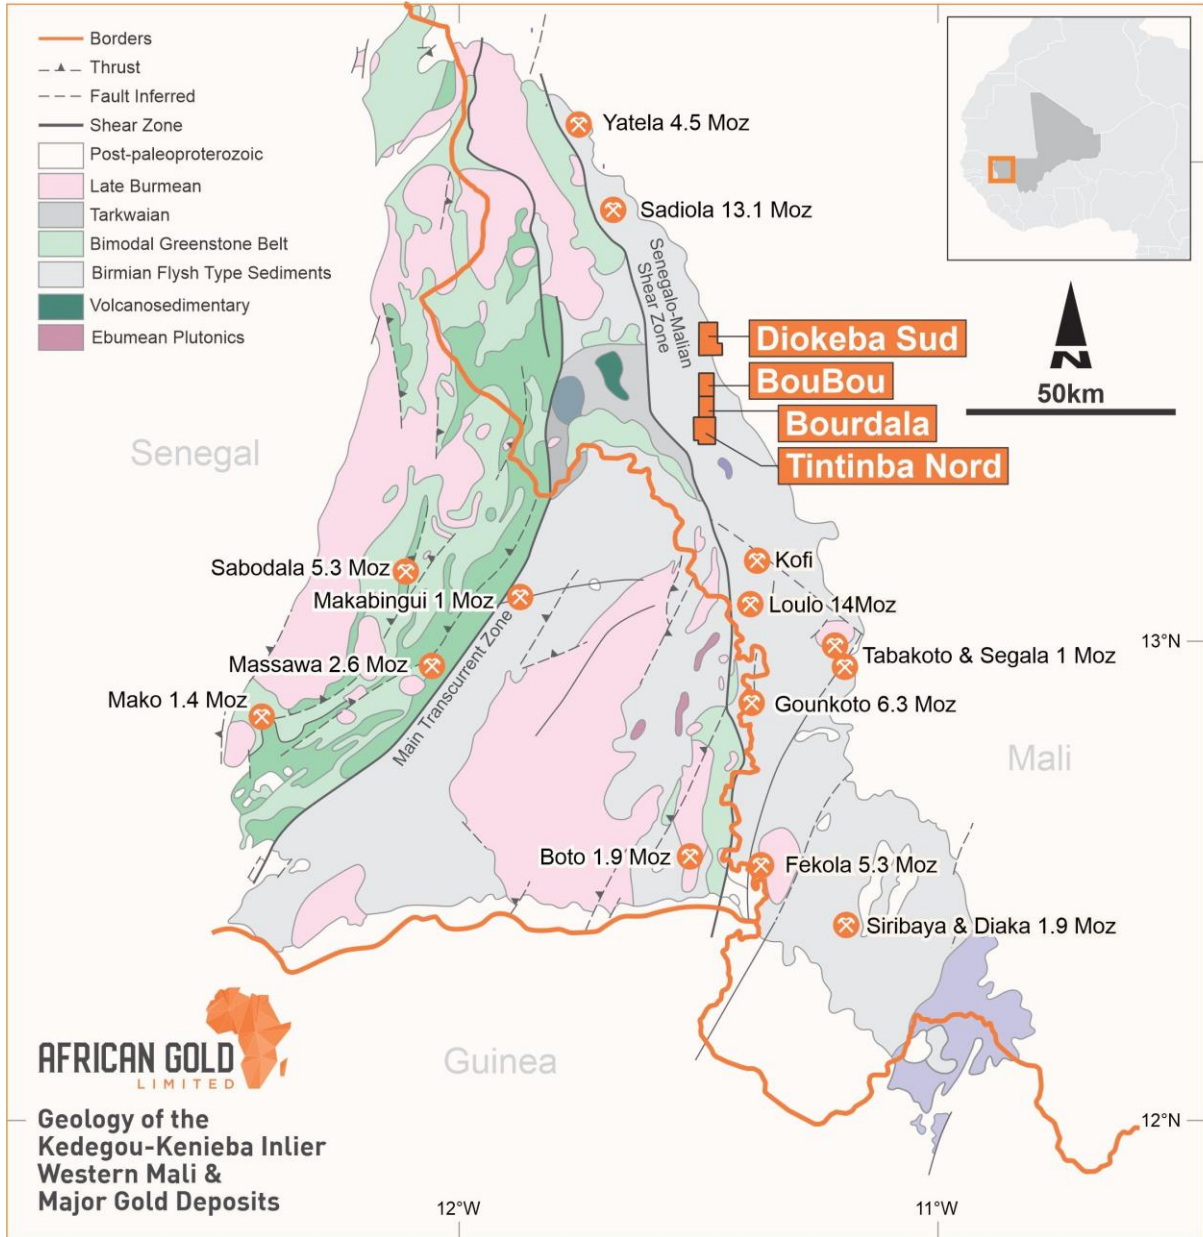 Borders
Thrust
Fault Inferred
Shear Zone
Post-paleoproterozoic
Late Burmean
Tarkwaian
Bimodal Greenstone Belt
Birmian Flysh Type Sediments
Volcanosedimentary
Ebumean Plutonics
Yatela 4.5 Moz
Sadiola 13.1 Moz
Senegalo-Malian
Shear Zone
Diokeba Sud
BouBou
Bourdala
Tintinba Nord
N
50km
Senegal
Sabodala 5.3 Moz
Makabingui 1 Moz
Massawa 2.6 Moz
Mako 1.4 Moz
Main Transcurrent Zone
Kofi
Loulo 14Moz
Tabakoto & Segala 1 Moz
Gounkoto 6.3 Moz
13°N
Mali
Boto 1.9 Moz
Fekola 5.3 Moz
Siribaya & Diaka 1.9 Moz
Guinea
AFRICAN GOLD
LIMITED
Geology of the
Kedegou-Kenieba Inlier
Western Mali &
Major Gold Deposits
12°N
12°W
11°W